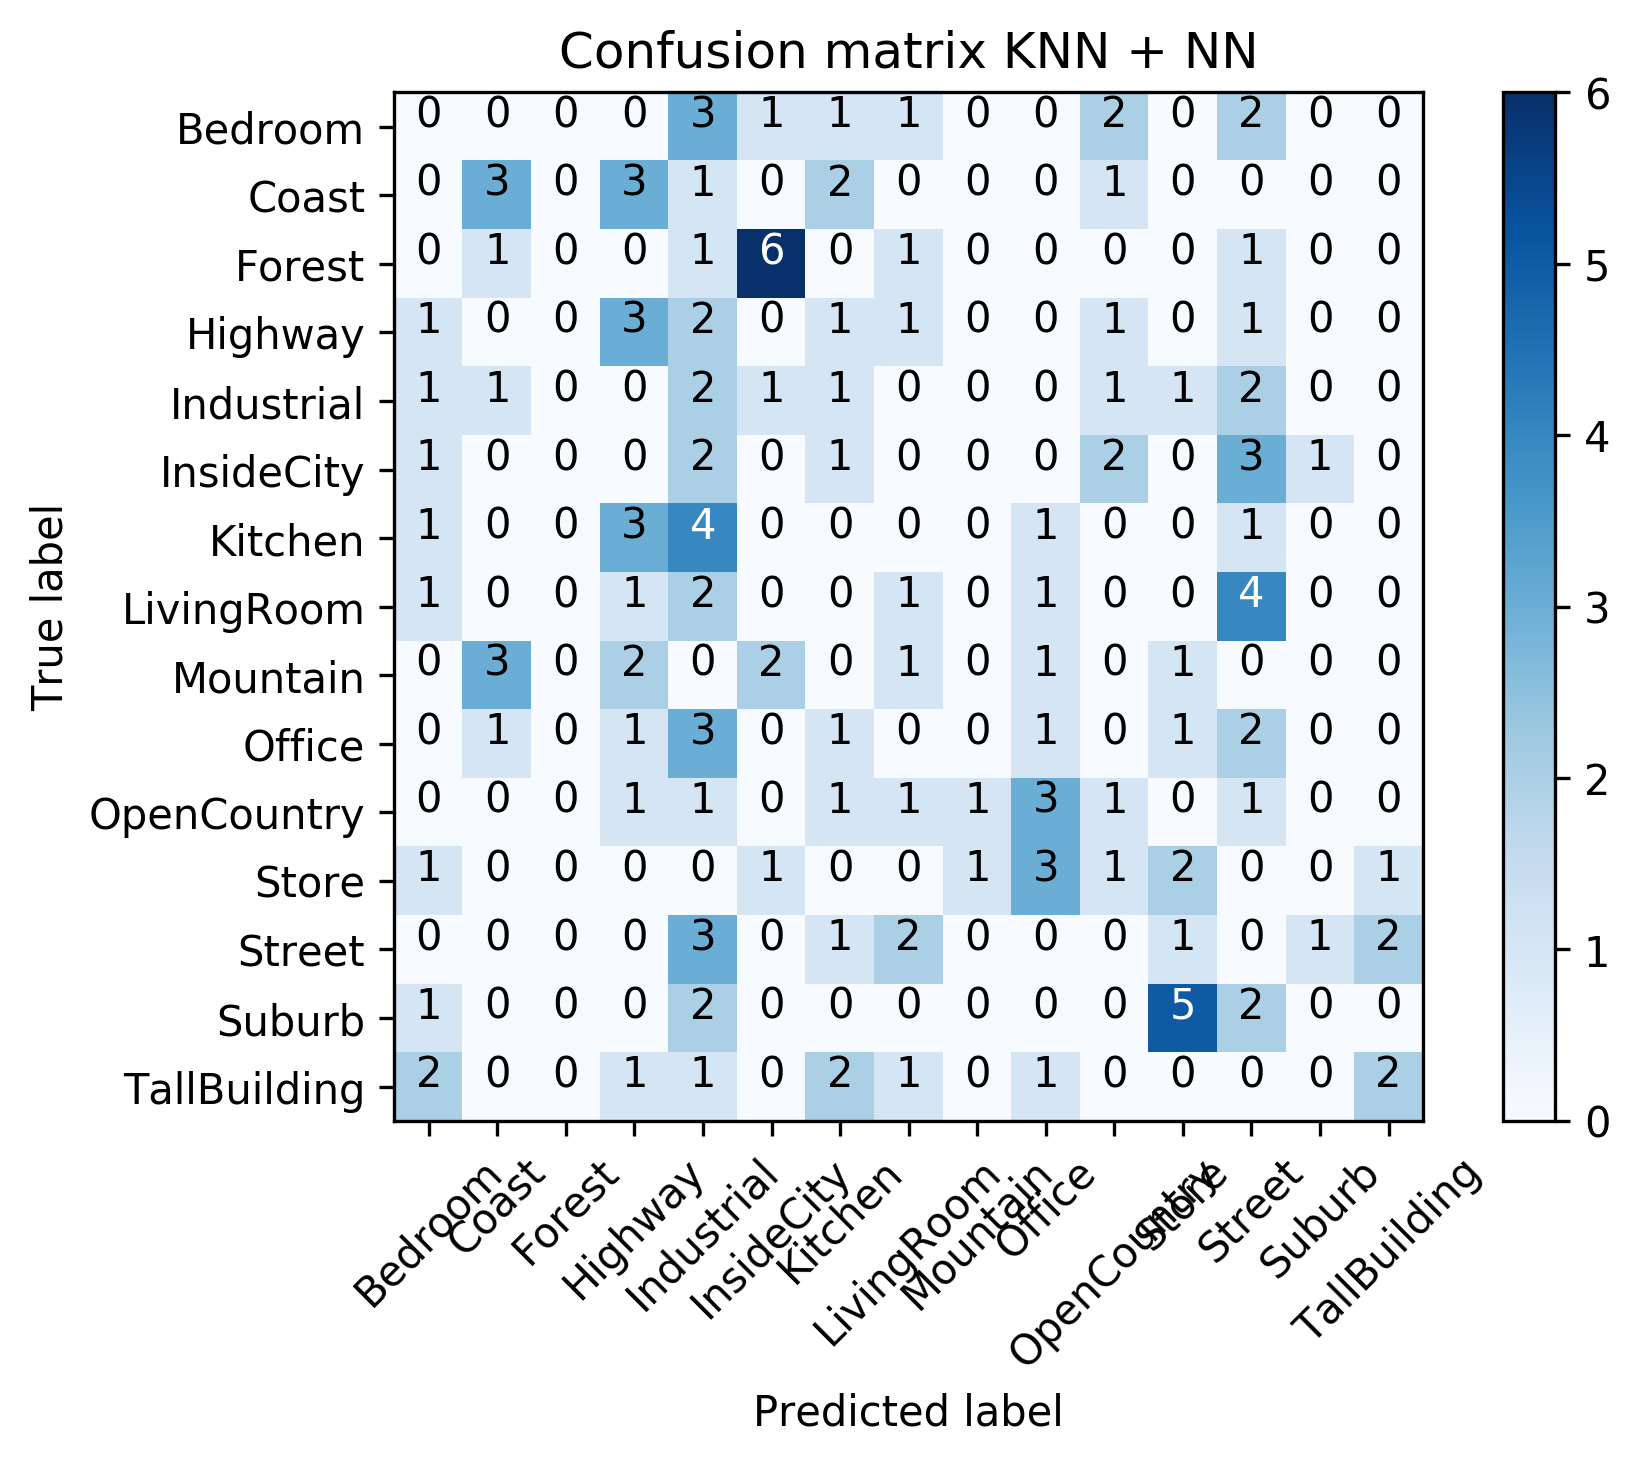 Confusion matrix KNN + NN
Bedroom 0 0 0 0 3 1 1 1 0 0 2 0 2 0 0
Coast 0 3 0 3 1 0 2 0 0 0 1 0 0 0 0
Forest 0 1 0 0 1 6 0 1 0 0 0 0 1 0 0
Highway 1 0 0 3 2 0 1 1 0 0 1 0 1 0 0
Industrial 1 1 0 0 2 1 1 0 0 0 1 1 2 0 0
InsideCity 1 0 0 0 2 0 1 0 0 0 2 0 3 1 0
Kitchen 1 0 0 3 4 0 0 0 0 1 0 0 1 0 0
LivingRoom 1 0 0 1 2 0 0 1 0 1 0 0 4 0 0
Mountain 0 3 0 2 0 2 0 1 0 1 0 1 0 0 0
Office 0 1 0 1 3 0 1 0 0 1 0 1 2 0 0
OpenCountry 0 0 0 1 1 0 1 1 1 3 1 0 1 0 0
Store 1 0 0 0 0 1 0 0 1 3 1 2 0 0 1
Street 0 0 0 0 3 0 1 2 0 0 0 1 0 1 2
Suburb 1 0 0 0 2 0 0 0 0 0 0 5 2 0 0
TallBuilding 2 0 0 1 1 0 2 1 0 1 0 0 0 0 2
True label
Bedroom
Coast
Forest
Highway
Industrial
InsideCity
Kitchen
LivingRoom
Mountain
Office
OpenCountry
Store
Street
Suburb
TallBuilding
Predicted label
6
5
4
3
2
1
0